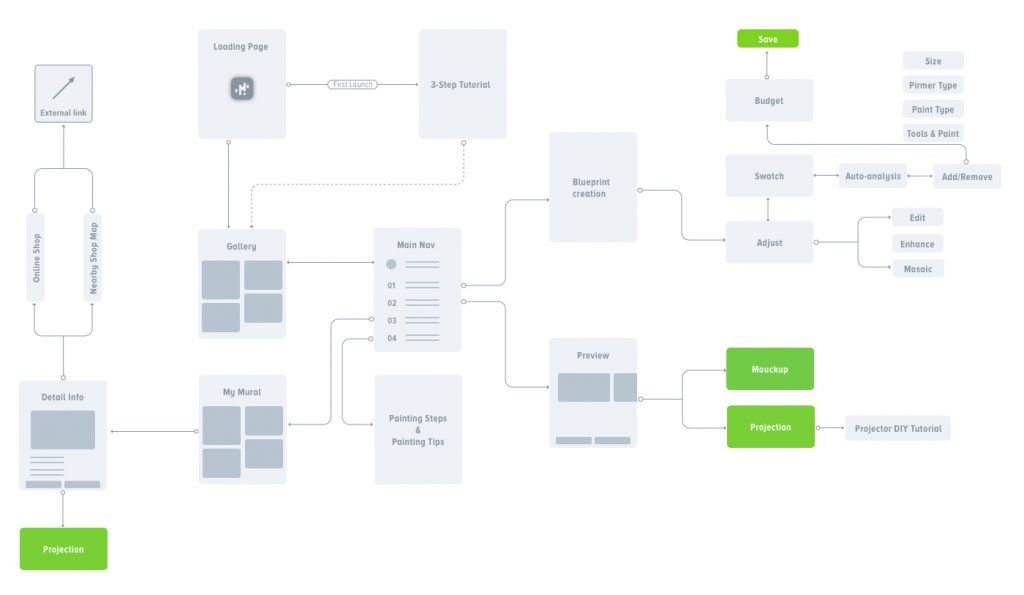 Loading Page
First Launch
3-Step Tutorial
External link
Online Shop
Nearby Shop Map
Gallery
Main Nav
01
02
03
04
Blueprint
creation
Save
Budget
Size
Pirmer Type
Paint Type
Tools & Paint
Swatch
Auto-analysis
Add/Remove
Adjust
Edit
Enhance
Mosaic
Detail Info
My Mural
Painting Steps
&
Painting Tips
Preview
Mouckup
Projection
Projector DIY Tutorial
Projection